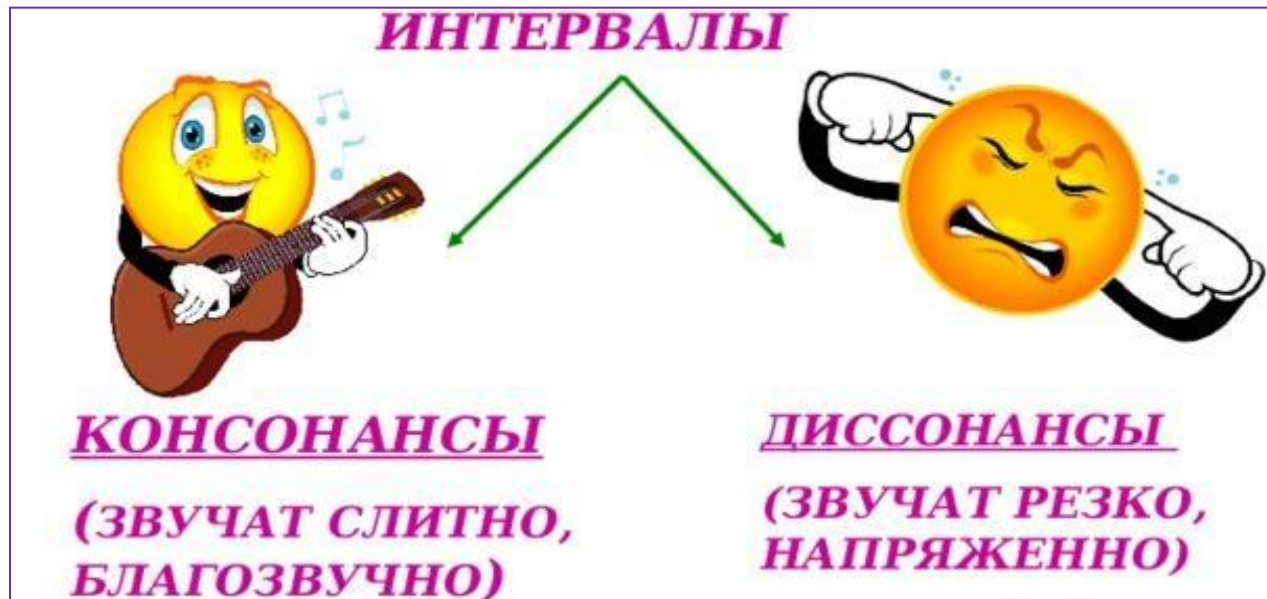 ИНТЕРВАЛЫ
КОНСОНАНСЫ
(ЗВУЧАТ СЛИТНО,
БЛАГОЗВУЧНО)
ДИССОНАНСЫ
(ЗВУЧАТ РЕЗКО,
НАПРЯЖЕННО)